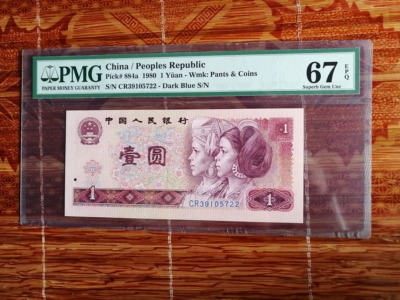 PMG
PAPER MONEY GUARANTY
China / Peoples Republic
Pick# 884a 1980 1 Yüan - Wmk: Pants & Coins
S/N CR39105722 - Dark Blue S/N
67 EPQ
Superb Gem Unc
中国人民银行
1
壹圆
1
CR39105722
1